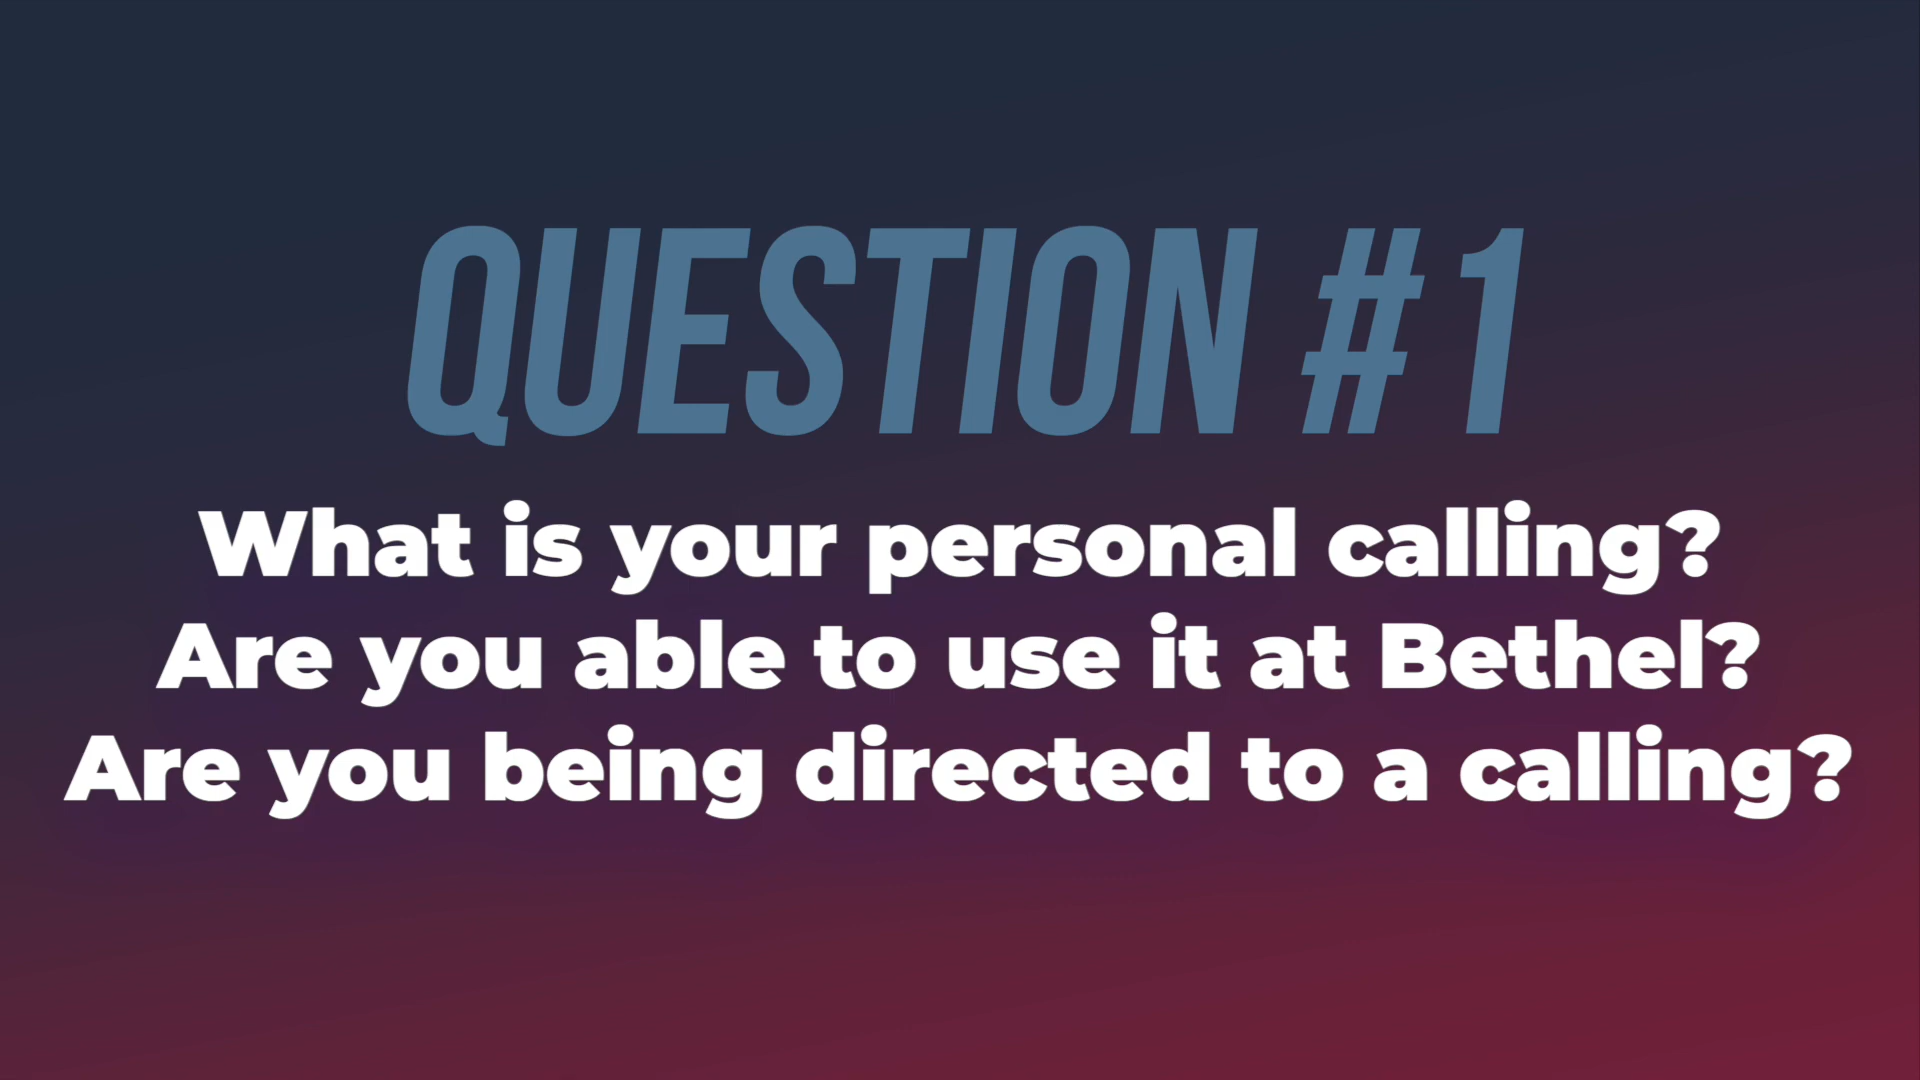 QUESTION #1
What is your personal calling?
Are you able to use it at Bethel?
Are you being directed to a calling?